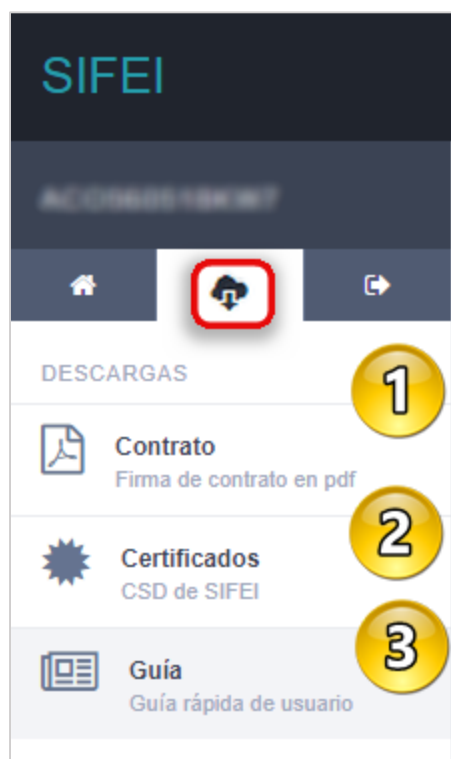 SIFEI
DESCARGAS
1
Contrato
Firma de contrato en pdf
2
Certificados
CSD de SIFEI
3
Guía
Guía rápida de usuario